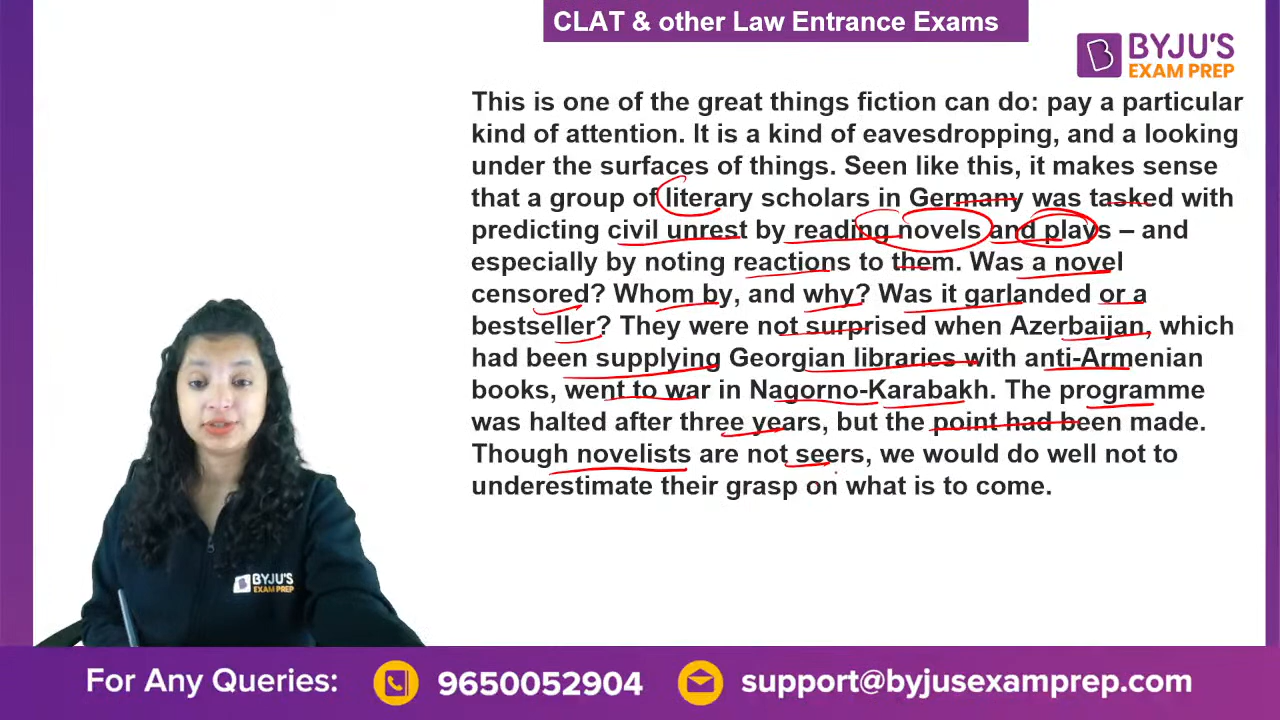 CLAT & other Law Entrance Exams
BYJU'S
EXAM PREP
This is one of the great things fiction can do: pay a particular
kind of attention. It is a kind of eavesdropping, and a looking
under the surfaces of things. Seen like this, it makes sense
that a group of literary scholars in Germany was tasked with
predicting civil unrest by reading novels and plays – and
especially by noting reactions to them. Was a novel
censored? Whom by, and why? Was it garlanded or a
bestseller? They were not surprised when Azerbaijan, which
had been supplying Georgian libraries with anti-Armenian
books, went to war in Nagorno-Karabakh. The programme
was halted after three years, but the point had been made.
Though novelists are not seers, we would do well not to
underestimate their grasp on what is to come.
BYJU'S
EXAM PREP
For Any Queries: 9650052904 support@byjusexamprep.com